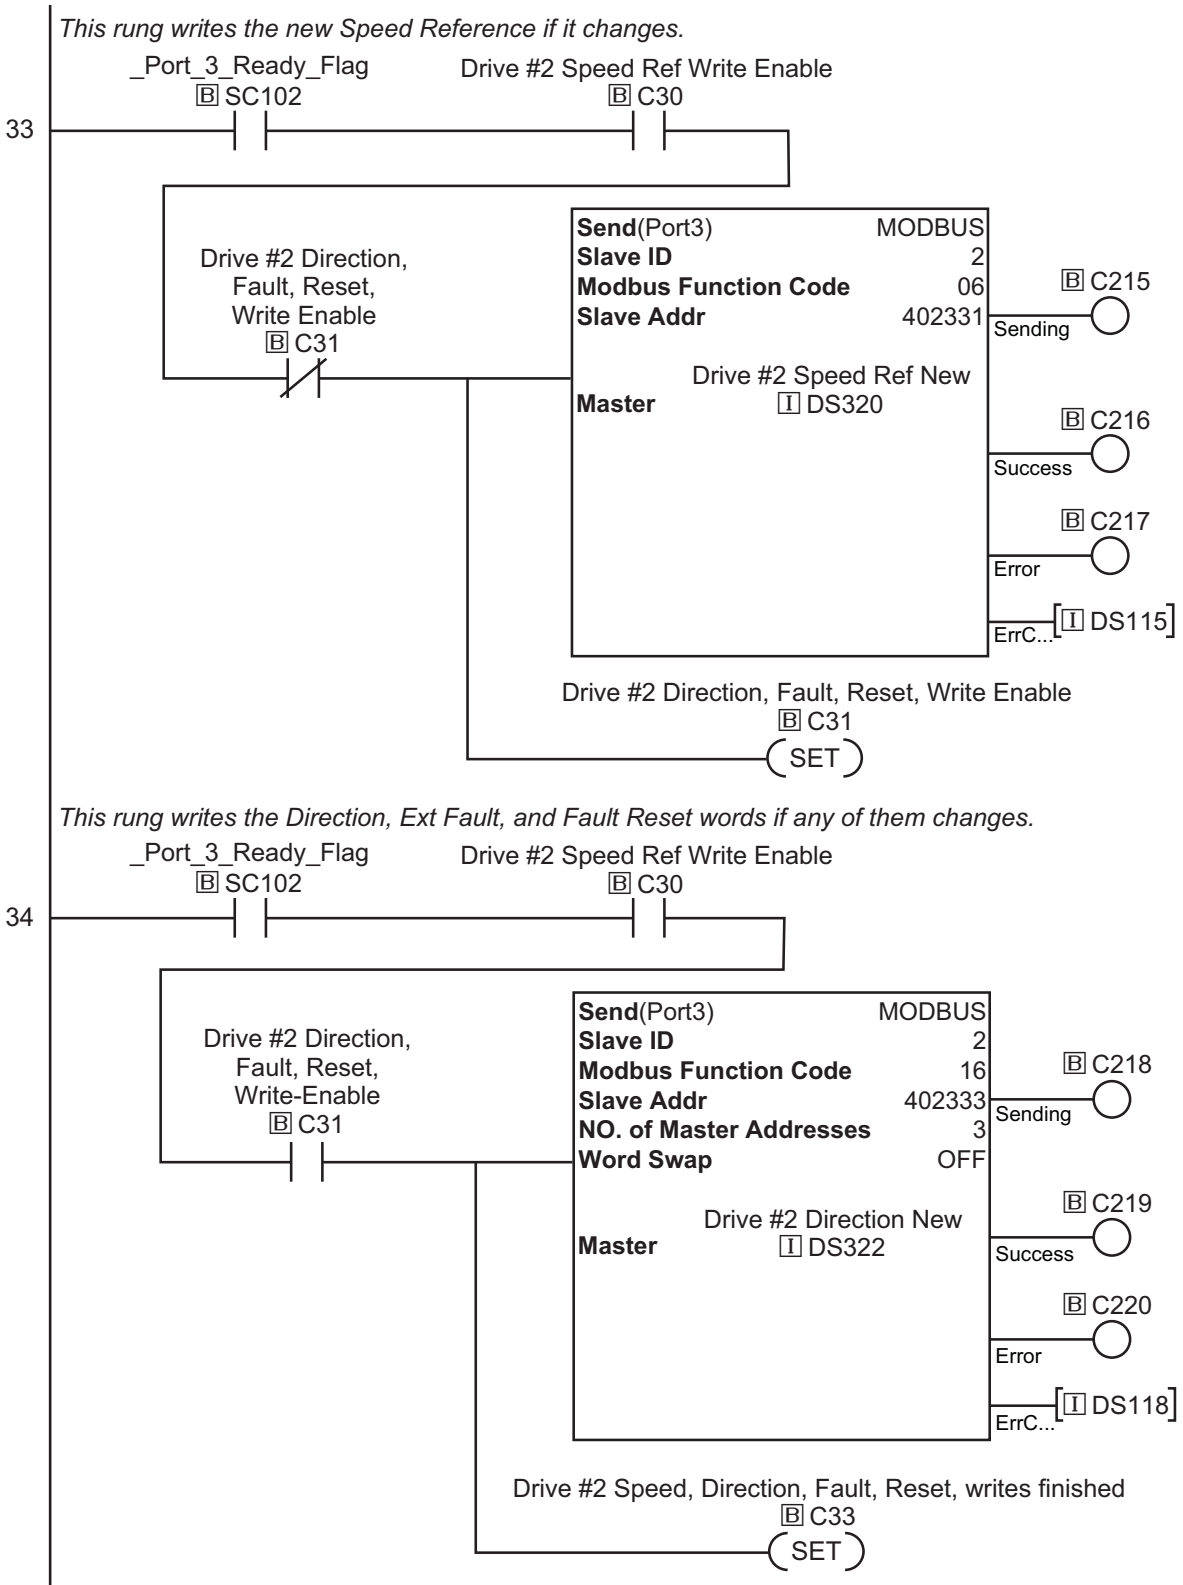 This rung writes the new Speed Reference if it changes.
_Port_3_Ready_Flag
Drive #2 Speed Ref Write Enable
B SC102
B C30
33
Send(Port3) MODBUS
Slave ID 2
Modbus Function Code 06
Slave Addr 402331
Drive #2 Direction,
Fault, Reset,
Write Enable
B C31
B C215
Sending
Drive #2 Speed Ref New
Master I DS320
B C216
Success
B C217
Error
I DS115
ErrC...
Drive #2 Direction, Fault, Reset, Write Enable
B C31
SET
This rung writes the Direction, Ext Fault, and Fault Reset words if any of them changes.
_Port_3_Ready_Flag
Drive #2 Speed Ref Write Enable
B SC102
B C30
34
Send(Port3) MODBUS
Slave ID 2
Modbus Function Code 16
Slave Addr 402333
NO. of Master Addresses 3
Word Swap OFF
Drive #2 Direction,
Fault, Reset,
Write-Enable
B C31
B C218
Sending
Drive #2 Direction New
Master I DS322
B C219
Success
B C220
Error
I DS118
ErrC...
Drive #2 Speed, Direction, Fault, Reset, writes finished
B C33
SET